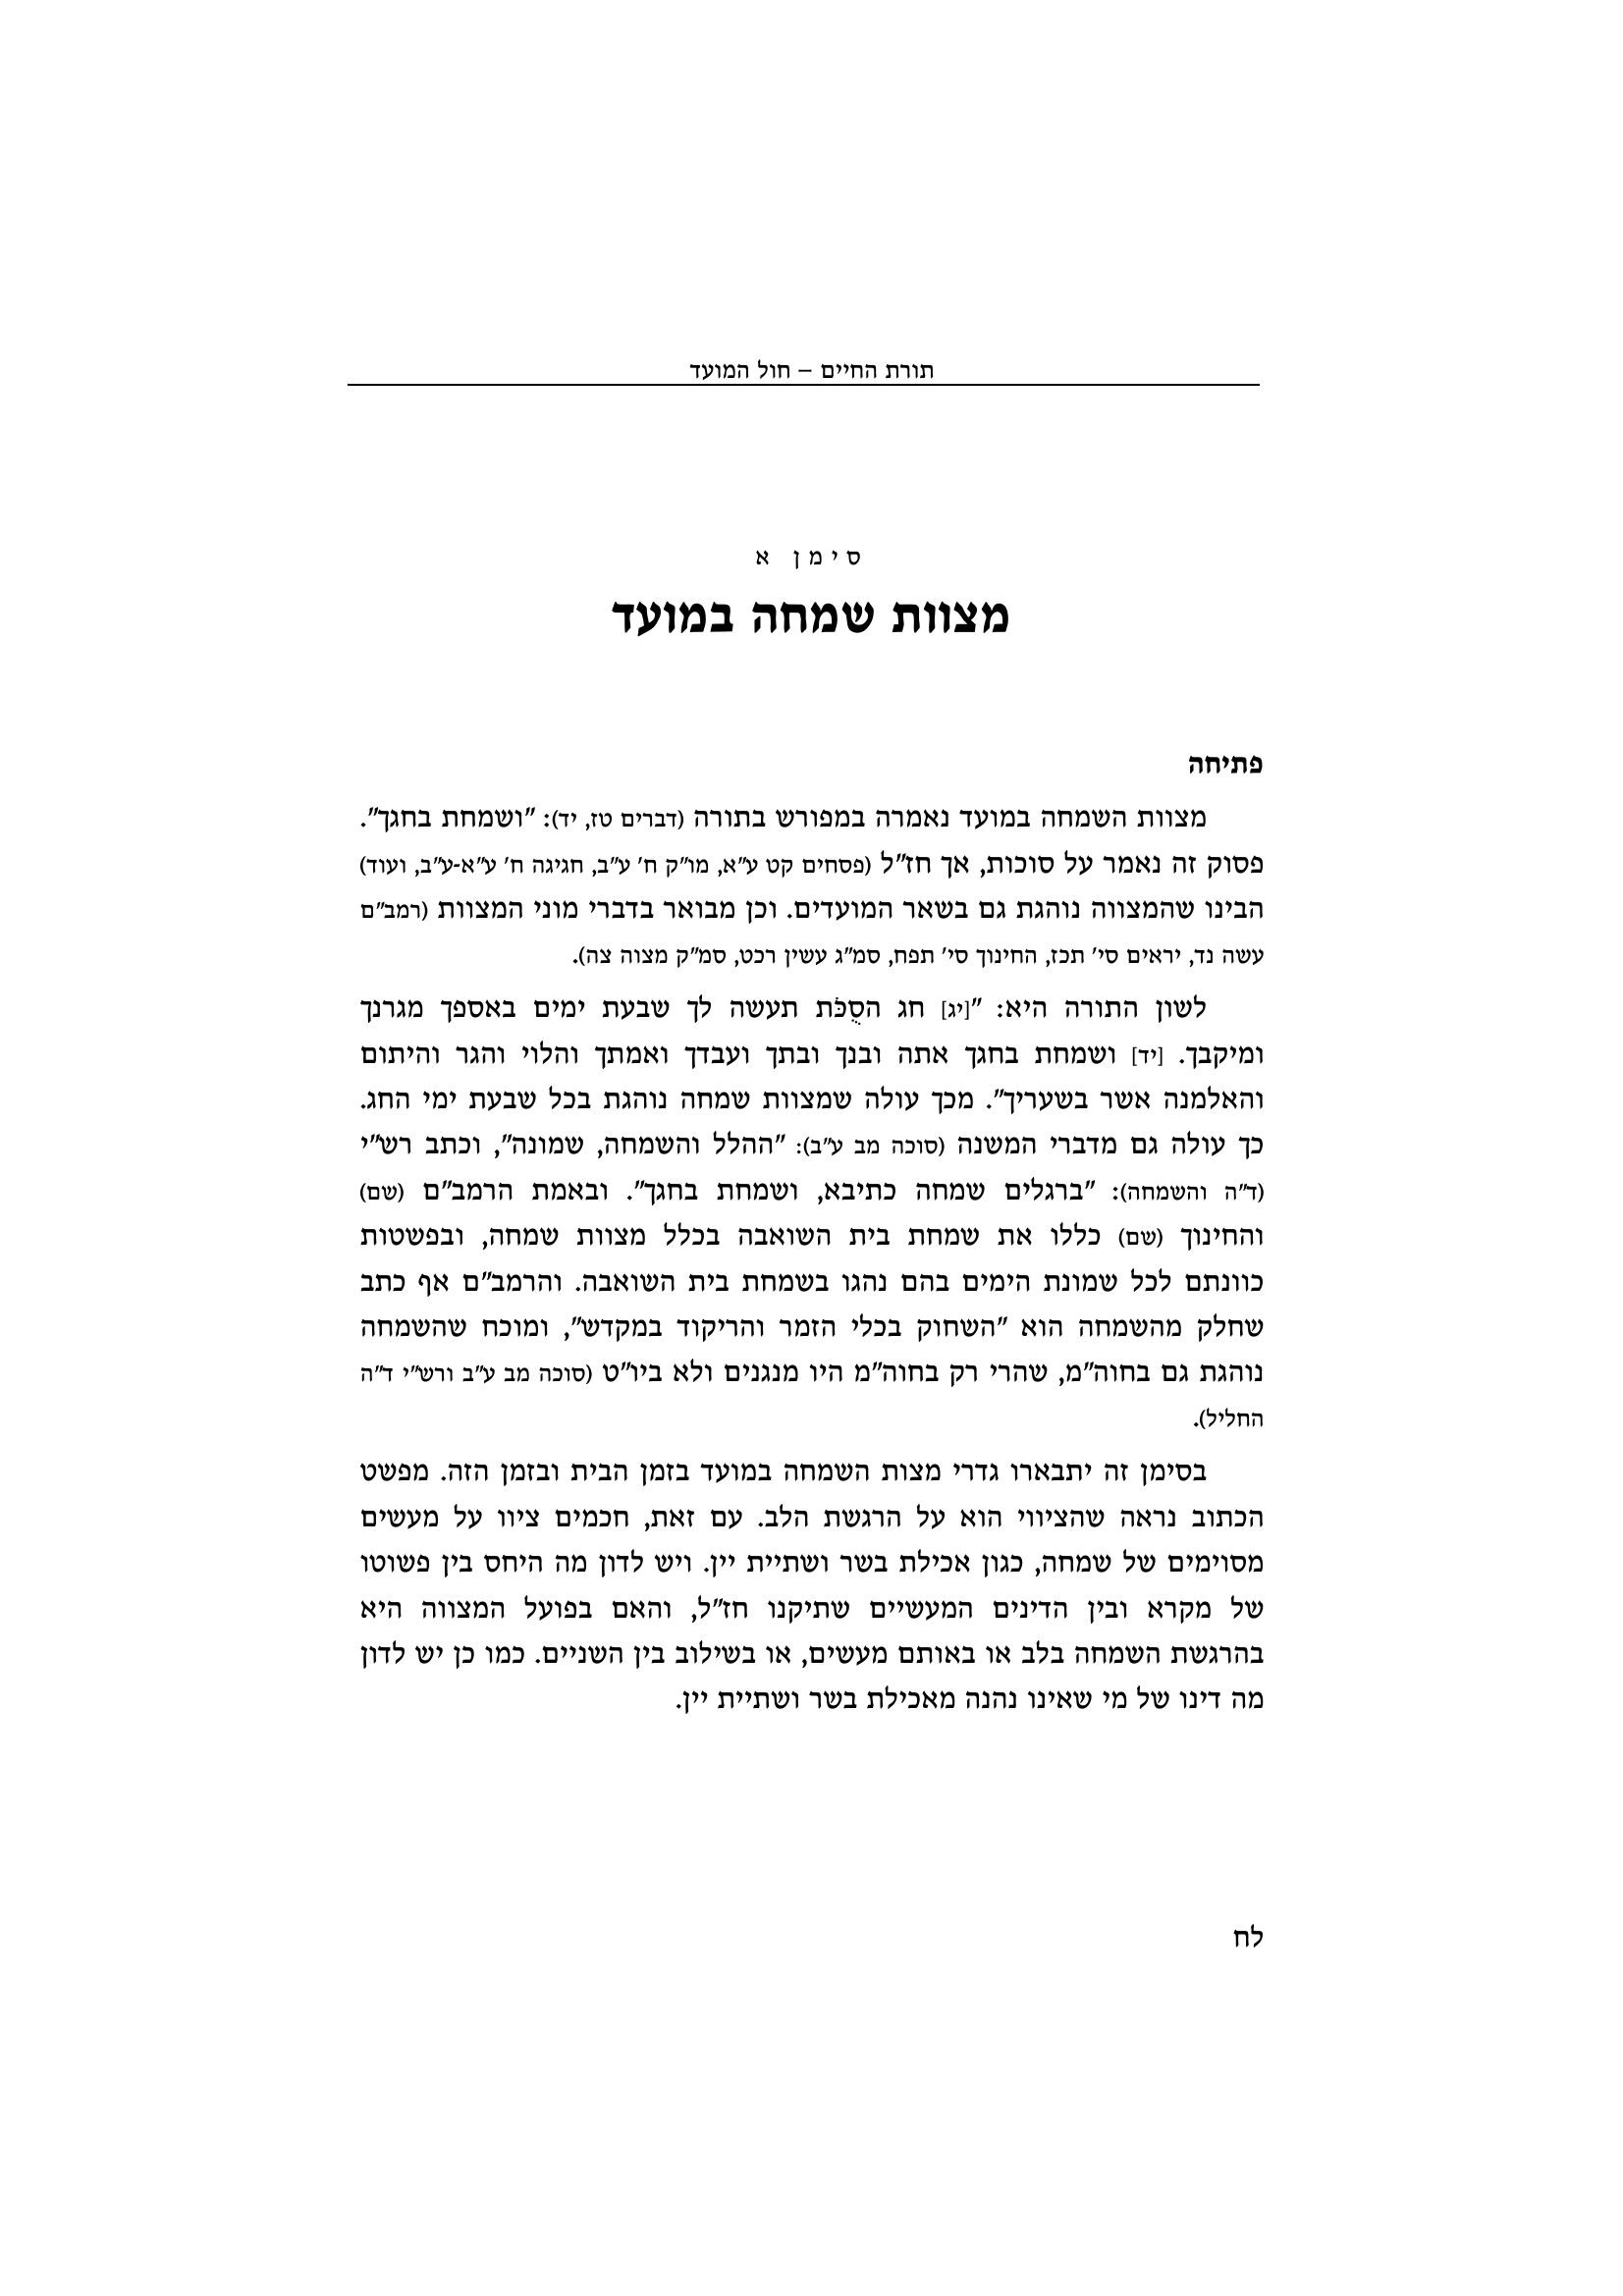 תורת החיים – חול המועד
סימן א
מצוות שמחה במועד
פתיחה
מצוות השמחה במועד נאמרה במפורש בתורה (דברים טז, יד): "ושמחת בחגך".
פסוק זה נאמר על סוכות, אך חז"ל (פסחים קט ע"א, מו"ק ח' ע"ב, חגיגה ח' ע"א-ע"ב, ועוד)
הבינו שהמצווה נוהגת גם בשאר המועדים. וכן מבואר בדברי מוני המצוות (רמב"ם
עשה נד, יראים סי' תכז, החינוך סי' תפח, סמ"ג עשין רכט, סמ"ק מצוה צה).
לשון התורה היא: "[יג] חג הסֻכֹּת תעשה לך שבעת ימים באספך מגרנך
ומיקבך. [יד] ושמחת בחגך אתה ובנך ובתך ועבדך ואמתך והלוי והגר והיתום
והאלמנה אשר בשעריך". מכך עולה שמצוות שמחה נוהגת בכל שבעת ימי החג.
כך עולה גם מדברי המשנה (סוכה מב ע"ב): "ההלל והשמחה, שמונה", וכתב רש"י
(ד"ה והשמחה): "ברגלים שמחה כתיבא, ושמחת בחגך". ובאמת הרמב"ם (שם)
והחינוך (שם) כללו את שמחת בית השואבה בכלל מצוות שמחה, ובפשטות
כוונתם לכל שמונת הימים בהם נהגו בשמחת בית השואבה. והרמב"ם אף כתב
שחלק מהשמחה הוא "השחוק בכלי הזמר והריקוד במקדש", ומוכח שהשמחה
נוהגת גם בחוה"מ, שהרי רק בחוה"מ היו מנגנים ולא ביו"ט (סוכה מב ע"ב ורש"י ד"ה
החליל).
בסימן זה יתבארו גדרי מצות השמחה במועד בזמן הבית ובזמן הזה. מפשט
הכתוב נראה שהציווי הוא על הרגשת הלב. עם זאת, חכמים ציוו על מעשים
מסוימים של שמחה, כגון אכילת בשר ושתיית יין. ויש לדון מה היחס בין פשוטו
של מקרא ובין הדינים המעשיים שתיקנו חז"ל, והאם בפועל המצווה היא
בהרגשת השמחה בלב או באותם מעשים, או בשילוב בין השניים. כמו כן יש לדון
מה דינו של מי שאינו נהנה מאכילת בשר ושתיית יין.
לח